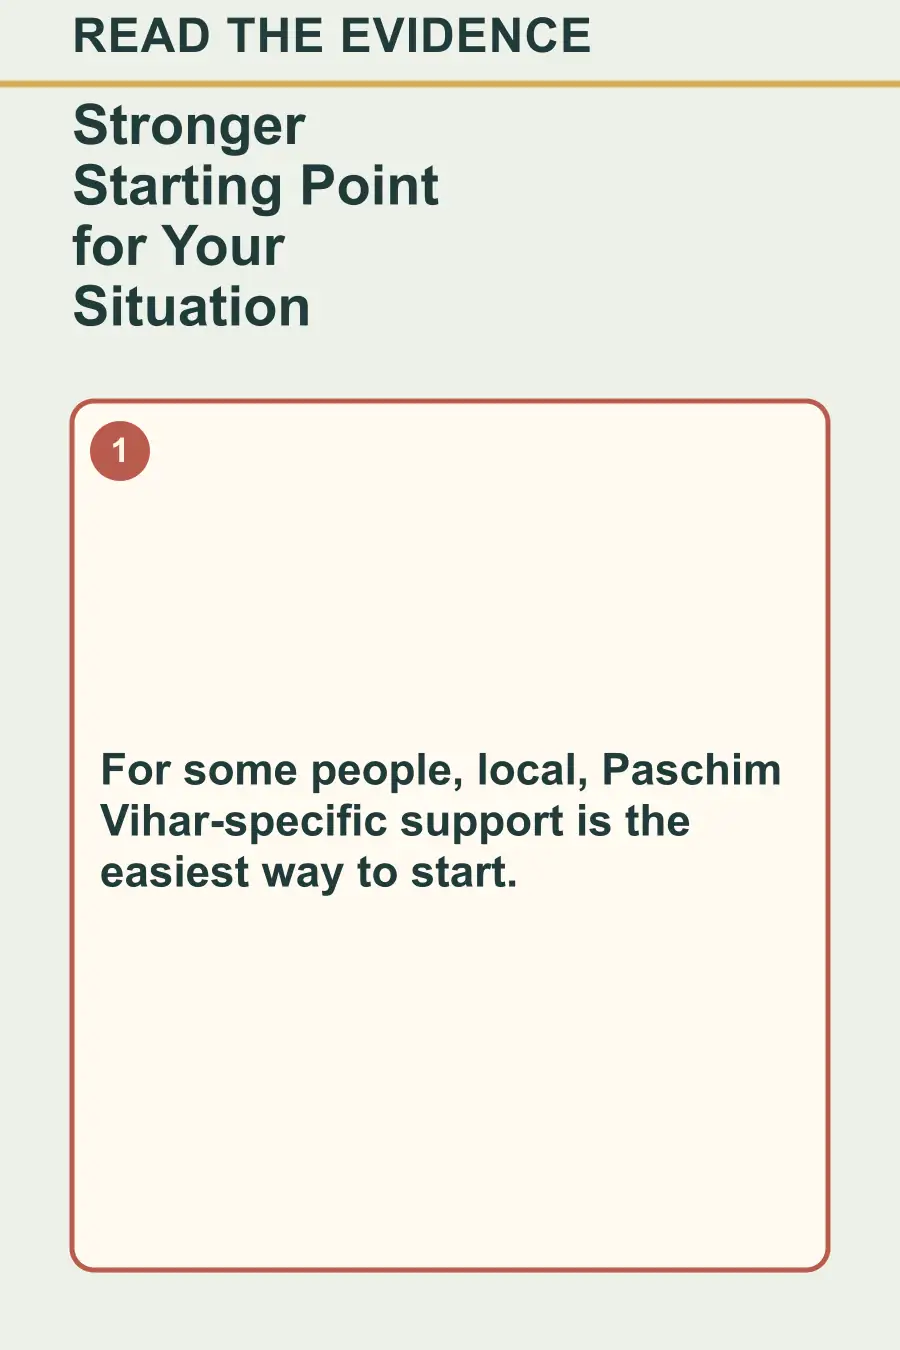 READ THE EVIDENCE
Stronger
Starting Point
for Your
Situation
1
For some people, local, Paschim
Vihar-specific support is the
easiest way to start.